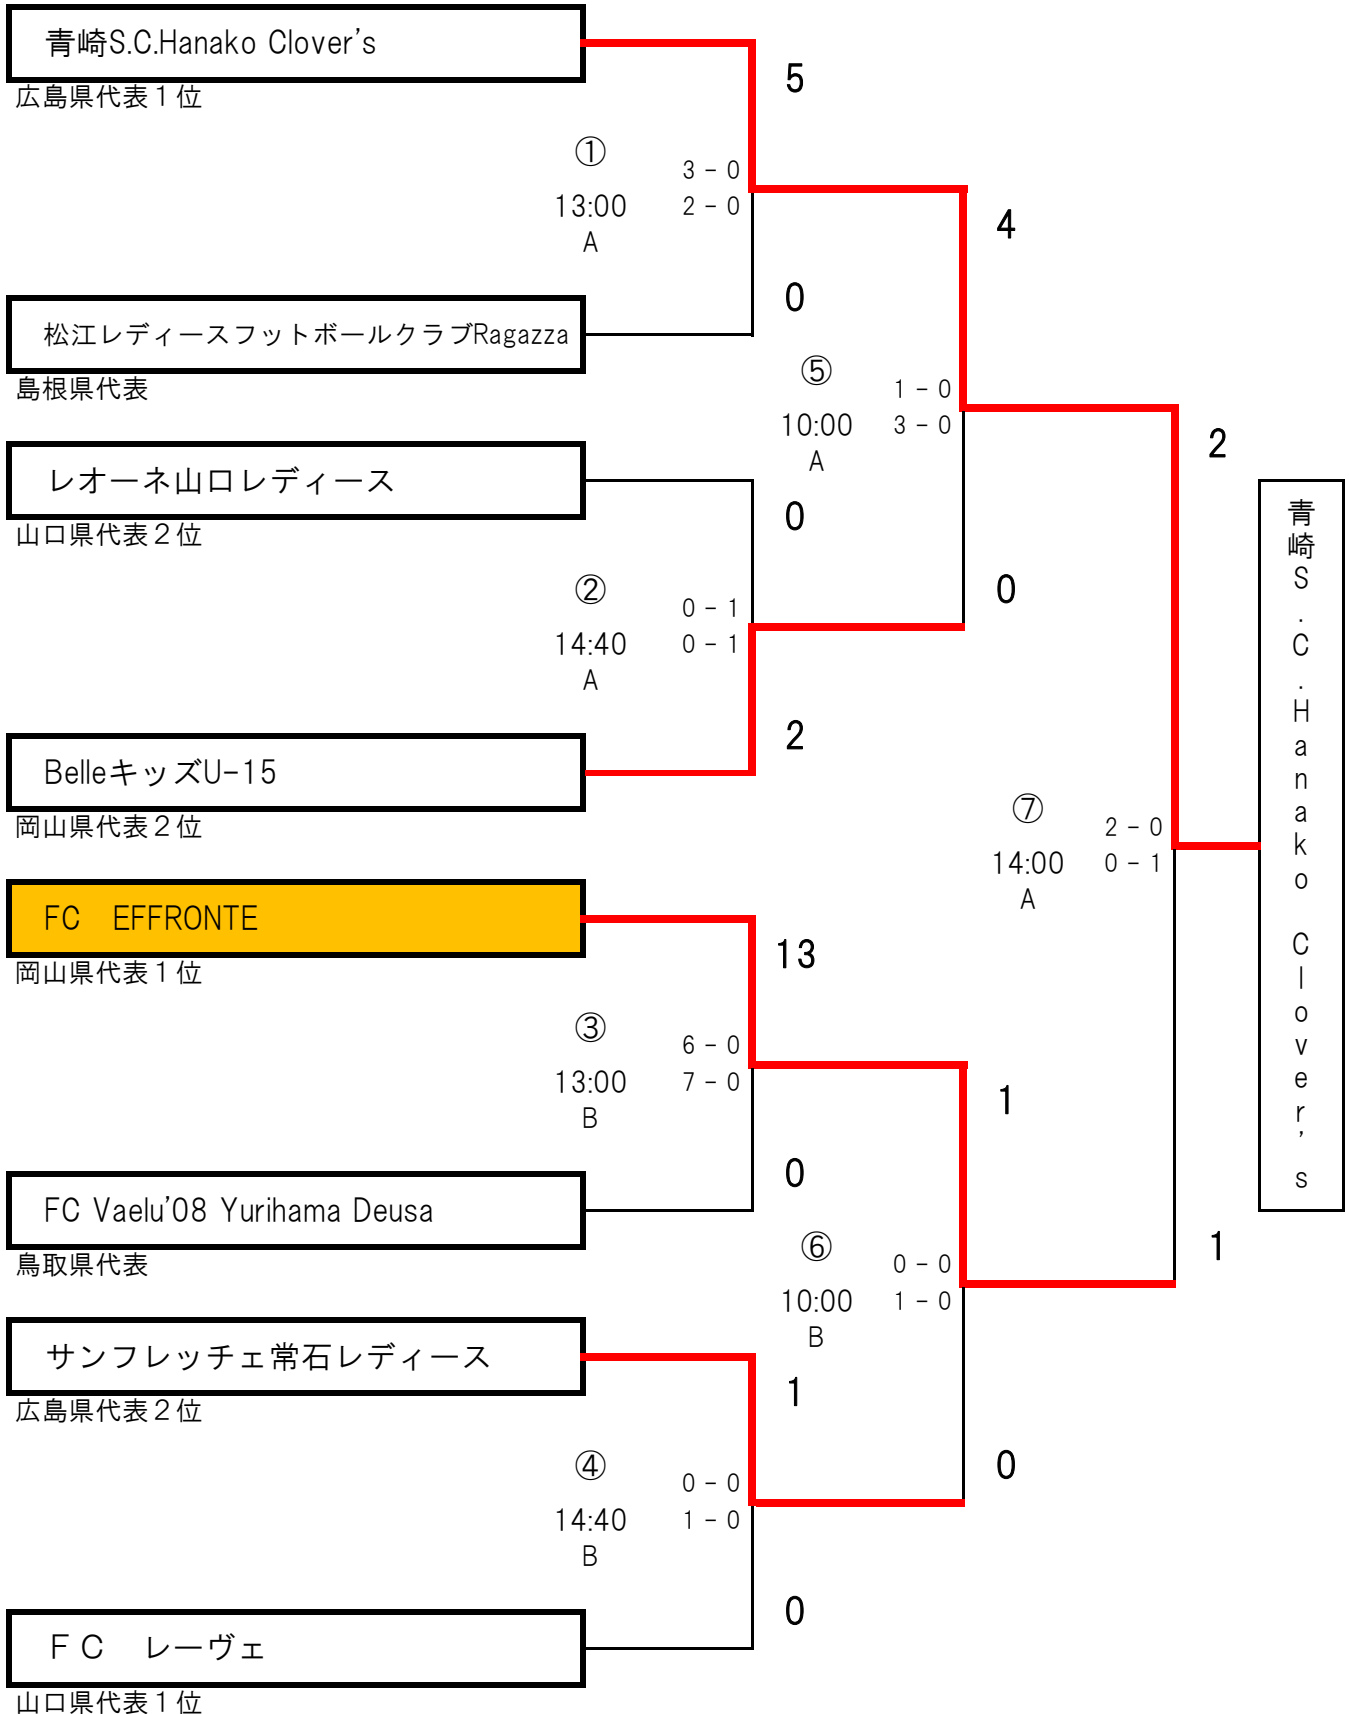 青崎S.C.Hanako Clover's
広島県代表１位
5
①
3 - 0
13:00
2 - 0
A
0
松江レディースフットボールクラブRagazza
島根県代表
4
⑤
1 - 0
10:00
3 - 0
A
0
レオーネ山口レディース
山口県代表２位
0
②
0 - 1
14:40
0 - 1
A
2
BelleキッズU-15
岡山県代表２位
2
⑦
2 - 0
14:00
0 - 1
A
1
青崎S.C.Hanako Clover's
FC　EFFRONTE
岡山県代表１位
13
③
6 - 0
13:00
7 - 0
B
0
FC Vaelu'08 Yurihama Deusa
鳥取県代表
1
⑥
0 - 0
10:00
1 - 0
B
0
サンフレッチェ常石レディース
広島県代表２位
1
④
0 - 0
14:40
1 - 0
B
0
ＦＣ　レーヴェ
山口県代表１位